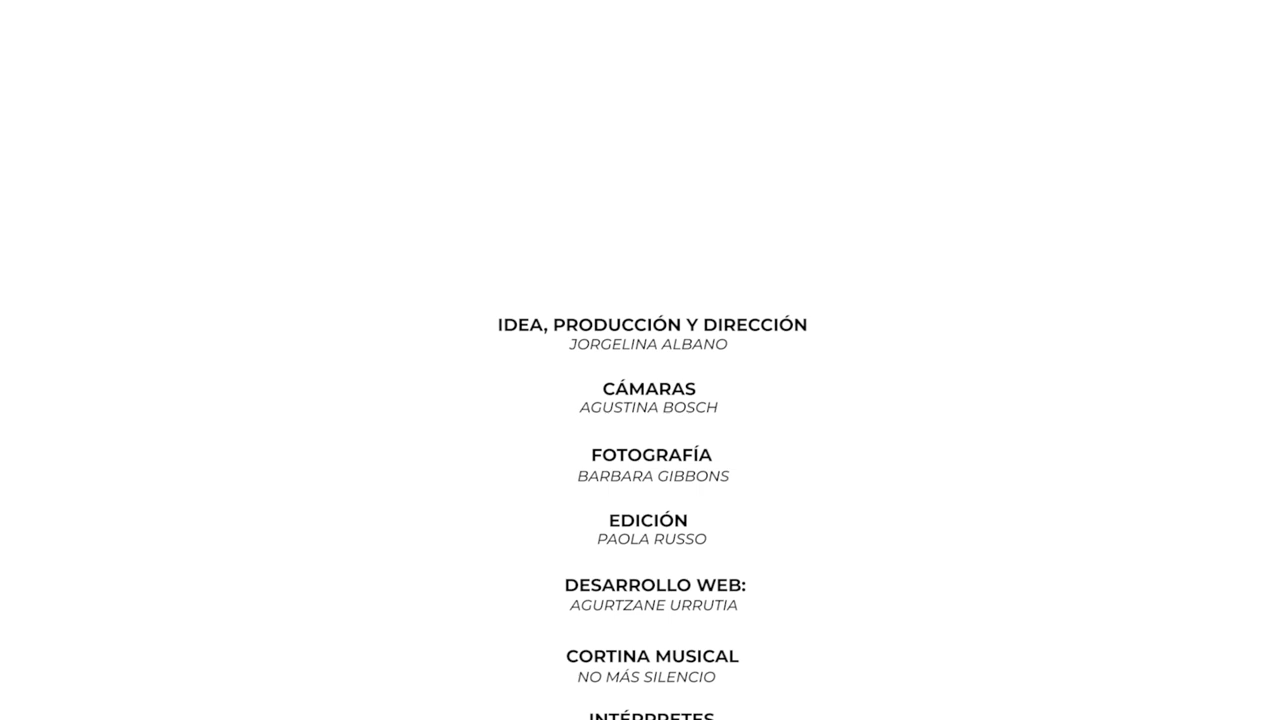 IDEA, PRODUCCIÓN Y DIRECCIÓN
JORGELINA ALBANO
CÁMARAS
AGUSTINA BOSCH
FOTOGRAFÍA
BARBARA GIBBONS
EDICIÓN
PAOLA RUSSO
DESARROLLO WEB:
AGURTZANE URRUTIA
CORTINA MUSICAL
NO MÁS SILENCIO
INTÉRPRETES